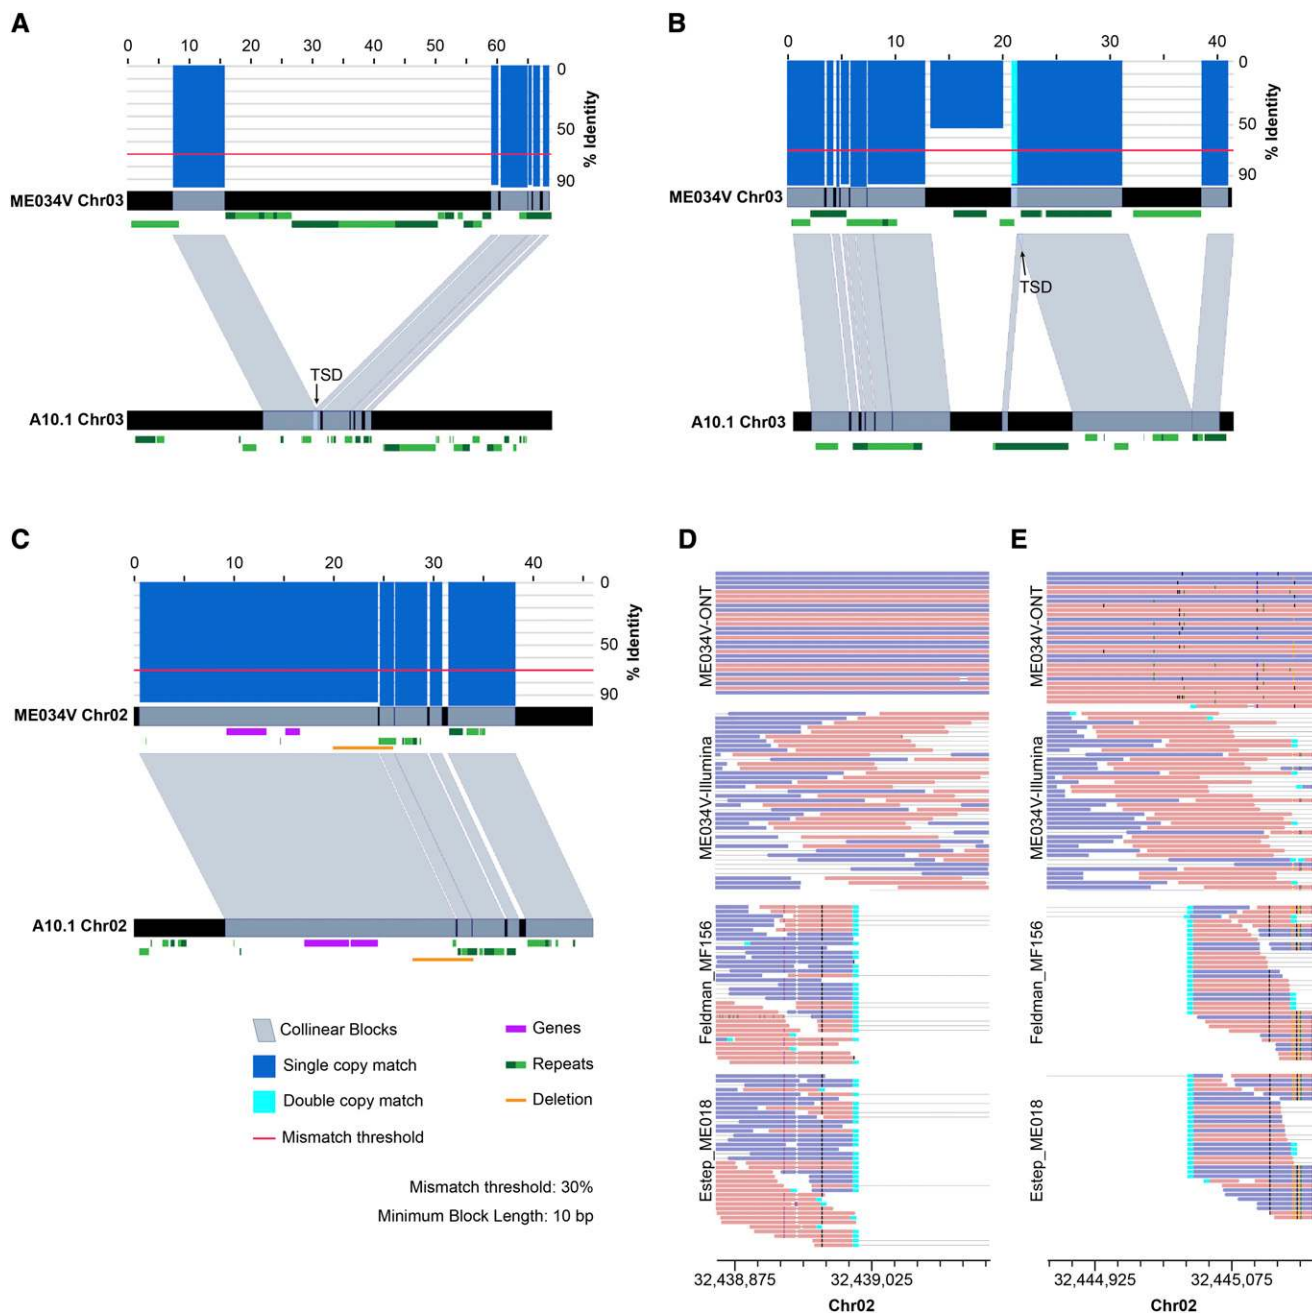 A
0 10 20 30 40 50 60
0
50
90
% Identity
ME034V Chr03
TSD
A10.1 Chr03
B
0 10 20 30 40
0
50
90
% Identity
ME034V Chr03
TSD
A10.1 Chr03
C
0 10 20 30 40
0
50
90
% Identity
ME034V Chr02
A10.1 Chr02
Collinear Blocks
Single copy match
Double copy match
Mismatch threshold
Genes
Repeats
Deletion
Mismatch threshold: 30%
Minimum Block Length: 10 bp
D
ME034V-ONT
ME034V-Illumina
Feldman_MF156
Estep_ME018
32,438,875 32,439,025
Chr02
E
ME034V-ONT
ME034V-Illumina
Feldman_MF156
Estep_ME018
32,444,925 32,445,075
Chr02